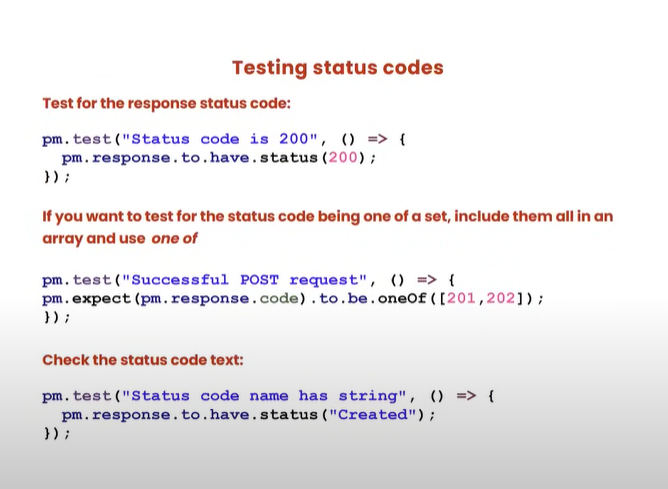 Testing status codes
Test for the response status code:
pm.test("Status code is 200", () => {
  pm.response.to.have.status(200);
});
If you want to test for the status code being one of a set, include them all in an
array and use one of
pm.test("Successful POST request", () => {
pm.expect(pm.response.code).to.be.oneOf([201,202]);
});
Check the status code text:
pm.test("Status code name has string", () => {
  pm.response.to.have.status("Created");
});